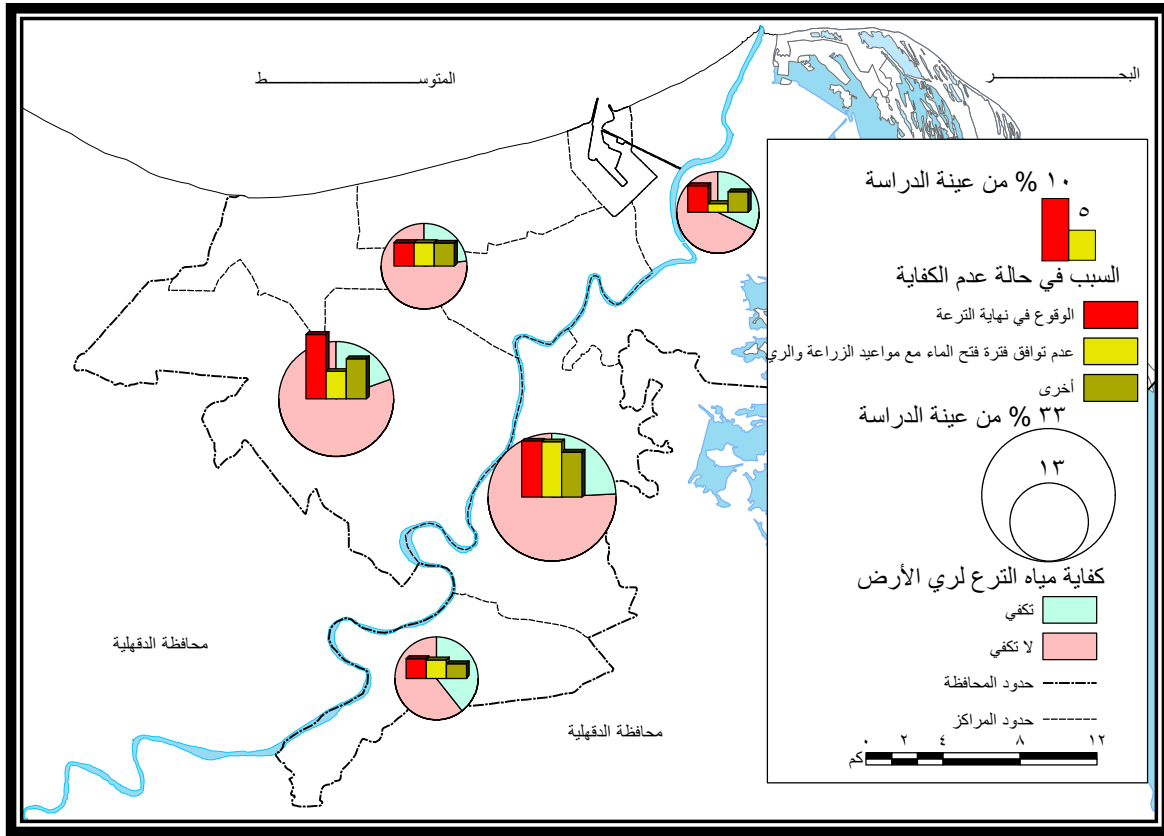 البحــــــــــــــــر
المتوســــــــــــــــــــــط
١٠ % من عينة الدراسة
٥
السبب في حالة عدم الكفاية
الوقوع في نهاية الترعة
عدم توافق فترة فتح الماء مع مواعيد الزراعة والري
أخرى
٣٣ % من عينة الدراسة
١٣
كفاية مياه الترع لري الأرض
تكفي
لا تكفي
محافظة الدقهلية
حدود المحافظة
محافظة الدقهلية
حدود المراكز
٠ ٢ ٤ ٨ ١٢
كم